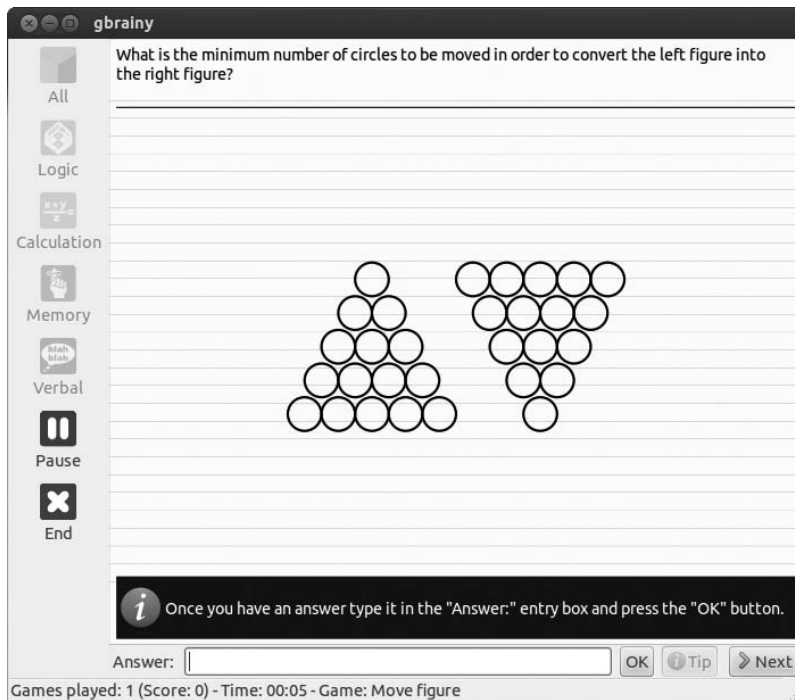 gbrainy
What is the minimum number of circles to be moved in order to convert the left figure into
the right figure?
All
Logic
x+y
z
=
Calculation
Memory
blah
blah
Verbal
Pause
End
i Once you have an answer type it in the "Answer:" entry box and press the "OK" button.
Answer: OK Tip Next
Games played: 1 (Score: 0) - Time: 00:05 - Game: Move figure